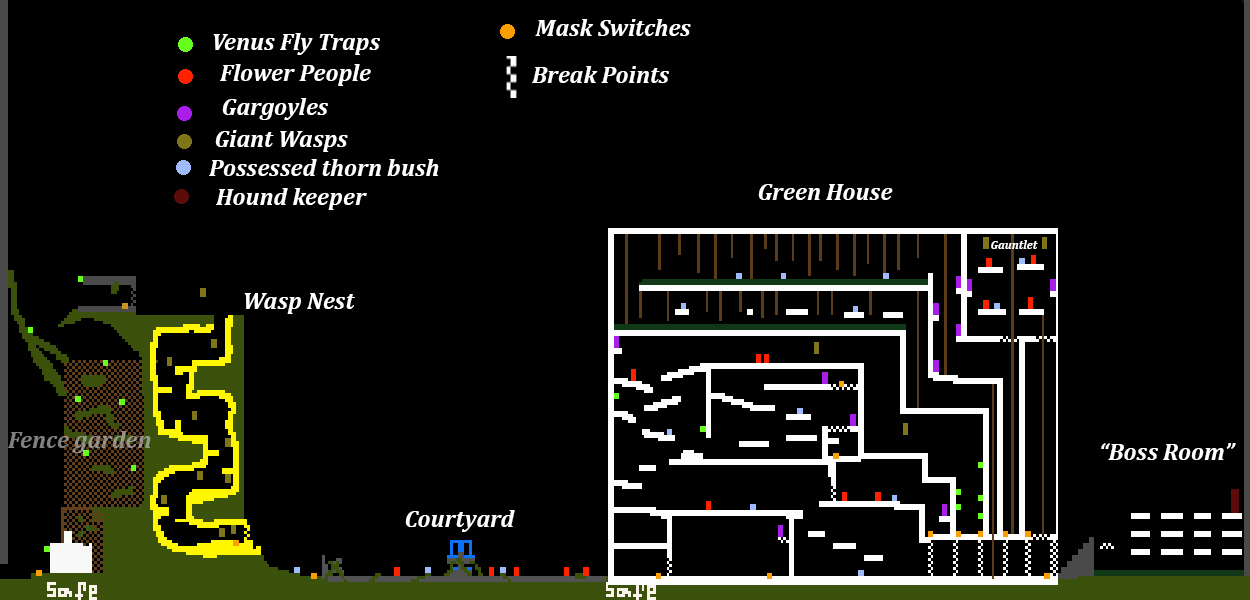 Venus Fly Traps
Flower People
Gargoyles
Giant Wasps
Possessed thorn bush
Hound keeper
Mask Switches
Break Points
Green House
Gauntlet
Wasp Nest
Fence garden
Courtyard
“Boss Room”
Safe
Safe